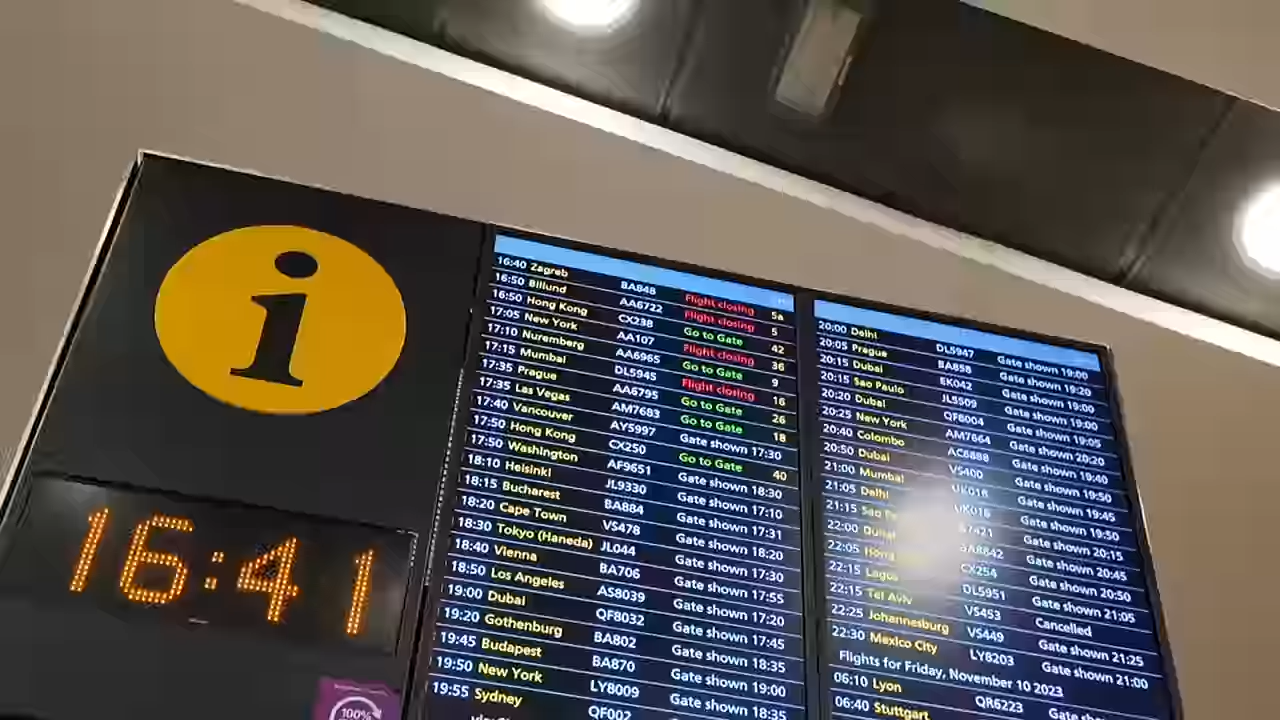 16:41
100%
16:40 Zagreb BA848 Flight closing 5a
16:50 Billund AA6722 Flight closing 5
16:50 Hong Kong CX238 Go to Gate 42
17:05 New York AA107 Flight closing 36
17:10 Nuremberg AA6965 Go to Gate 9
17:15 Mumbai DL5945 Flight closing 16
17:35 Prague AA6795 Go to Gate 26
17:35 Las Vegas AM7683 Go to Gate 18
17:40 Vancouver AY5997 Gate shown 17:30
17:50 Hong Kong CX250 Go to Gate 40
17:50 Washington AF9651 Gate shown 18:30
18:10 Helsinki JL9330 Gate shown 17:10
18:15 Bucharest BA884 Gate shown 17:31
18:20 Cape Town VS478 Gate shown 18:20
18:30 Tokyo (Haneda) JL044 Gate shown 17:30
18:40 Vienna BA706 Gate shown 17:55
18:50 Los Angeles AS8039 Gate shown 17:20
19:00 Dubai QF8032 Gate shown 17:45
19:20 Gothenburg BA802 Gate shown 18:35
19:45 Budapest BA870 Gate shown 19:00
19:50 New York LY8009 Gate shown 18:35
19:55 Sydney QF002
20:00 Delhi DL5947 Gate shown 19:00
20:05 Prague BA858 Gate shown 19:20
20:15 Dubai EK042 Gate shown 19:00
20:15 Sao Paulo JL5509 Gate shown 19:00
20:20 Dubai QF8004 Gate shown 19:05
20:25 New York AM7664 Gate shown 20:20
20:40 Colombo AC6888 Gate shown 19:40
20:50 Dubai VS400 Gate shown 19:50
21:00 Mumbai Gate shown 19:45
21:05 Delhi Gate shown 19:50
21:15 Sao Gate shown 20:15
22:00 Dubai Gate shown 20:45
22:05 Hong CX254 Gate shown 20:50
22:15 Lagos DL5951 Gate shown 21:05
22:15 Tel Aviv VS453 Cancelled
22:25 Johannesburg VS449 Gate shown 21:25
22:30 Mexico City LY8203 Gate shown 21:00
Flights for Friday, November 10 2023
06:10 Lyon QR6223
06:40 Stuttgart